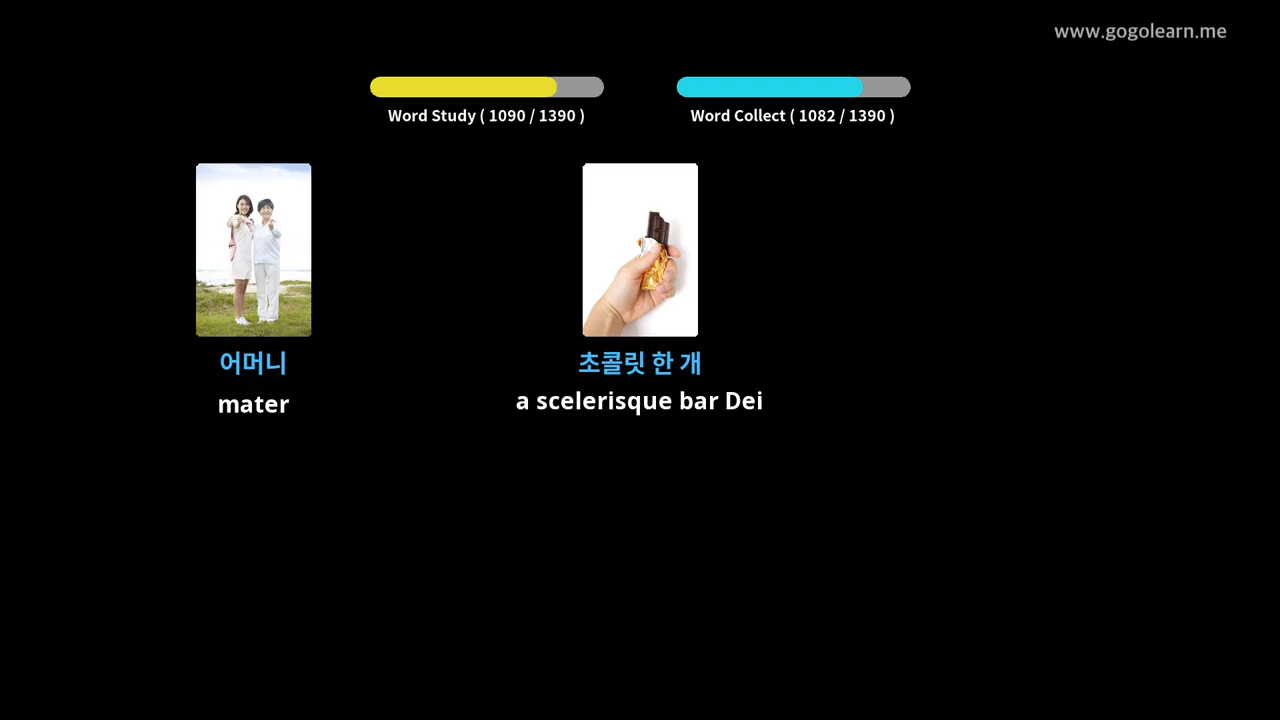 www.gogolearn.me
Word Study ( 1090 / 1390 )
Word Collect ( 1082 / 1390 )
어머니
mater
초콜릿 한 개
a scelerisque bar Dei